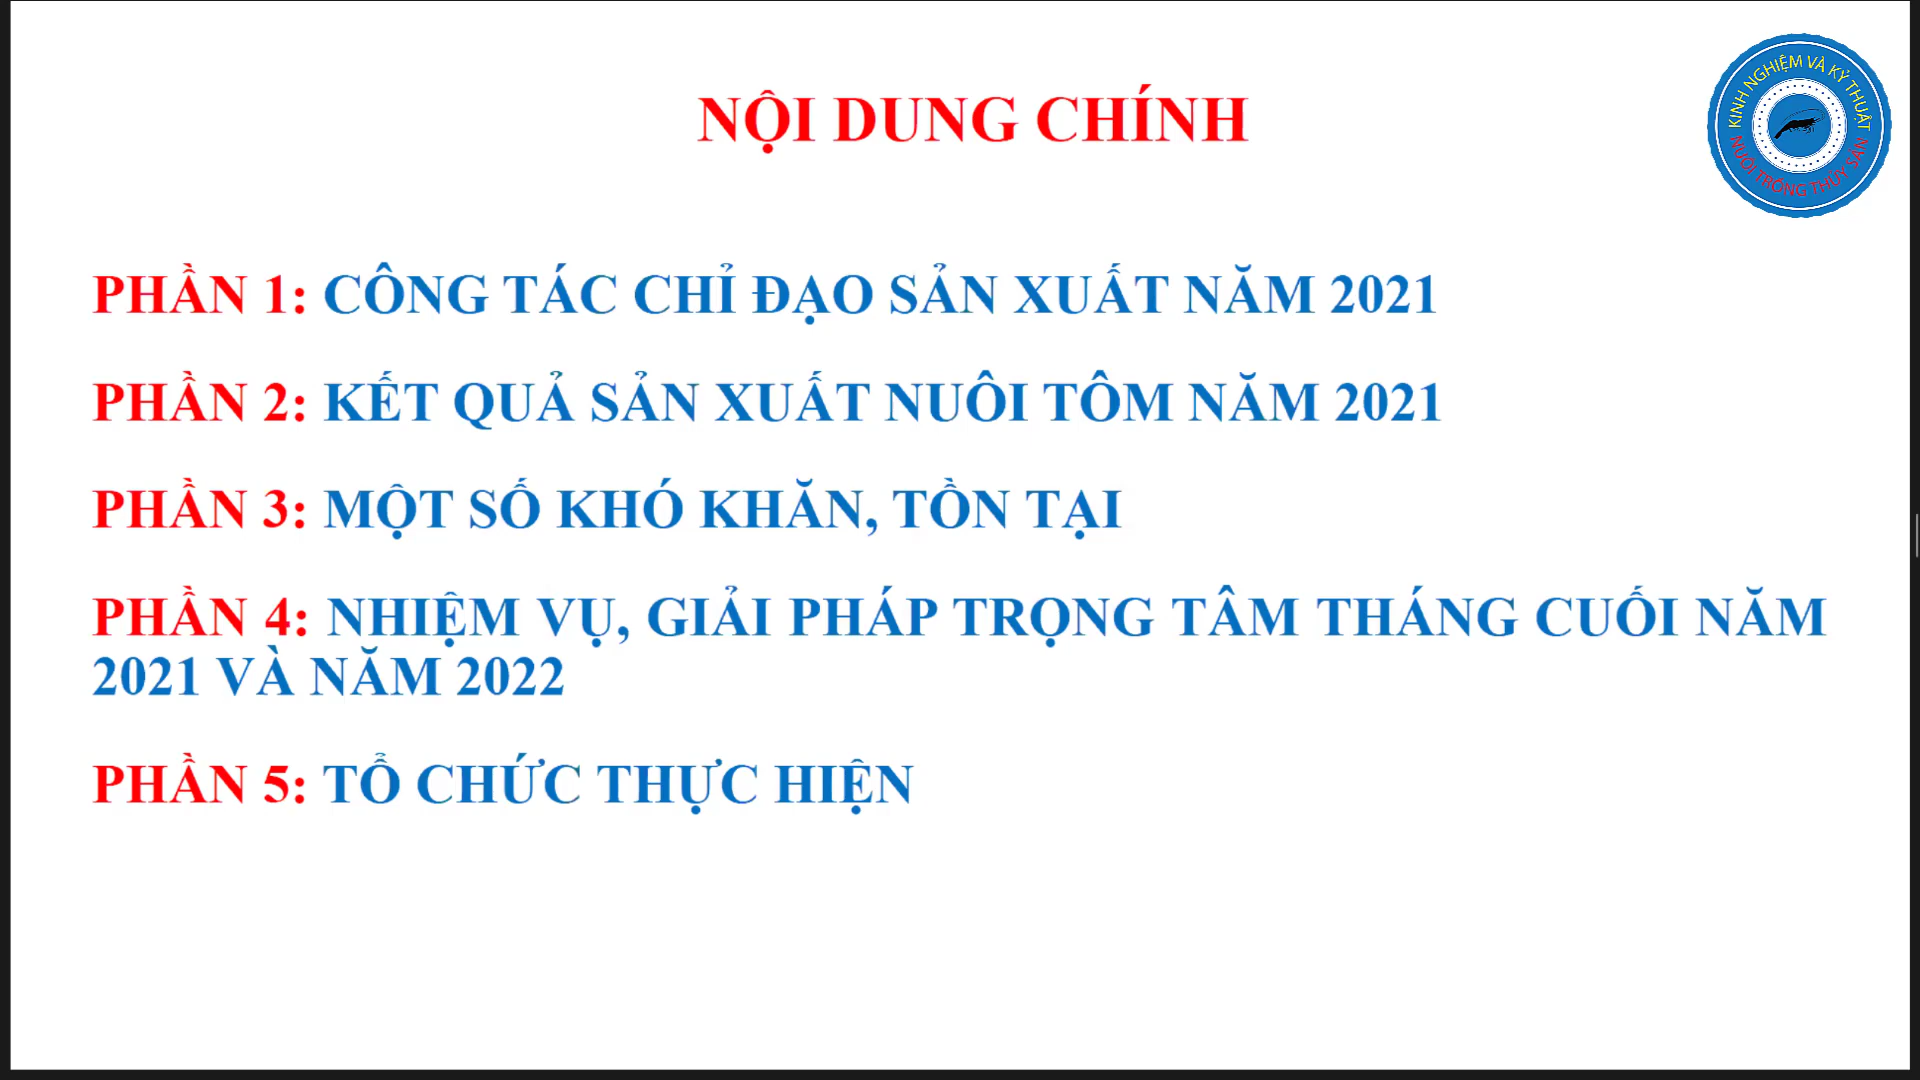 NỘI DUNG CHÍNH
KINH NGHIỆM VÀ KỸ THUẬT
NUÔI TRỒNG THỦY SẢN
PHẦN 1: CÔNG TÁC CHỈ ĐẠO SẢN XUẤT NĂM 2021
PHẦN 2: KẾT QUẢ SẢN XUẤT NUÔI TÔM NĂM 2021
PHẦN 3: MỘT SỐ KHÓ KHĂN, TỒN TẠI
PHẦN 4: NHIỆM VỤ, GIẢI PHÁP TRỌNG TÂM THÁNG CUỐI NĂM
2021 VÀ NĂM 2022
PHẦN 5: TỔ CHỨC THỰC HIỆN